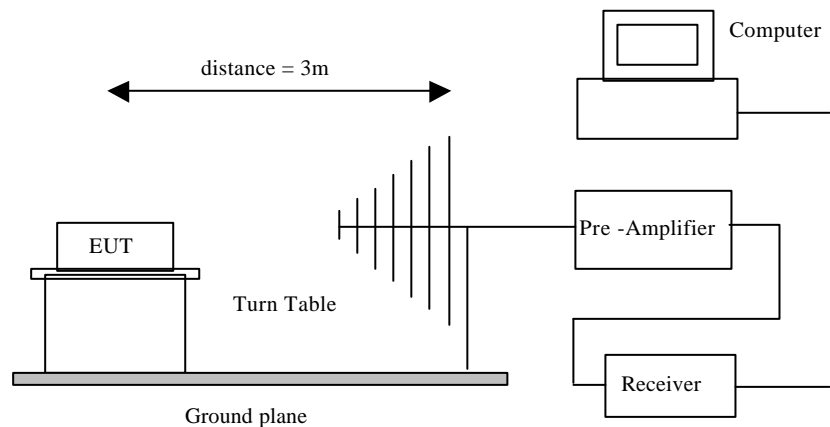 Computer
distance = 3m
Pre -Amplifier
EUT
Turn Table
Receiver
Ground plane